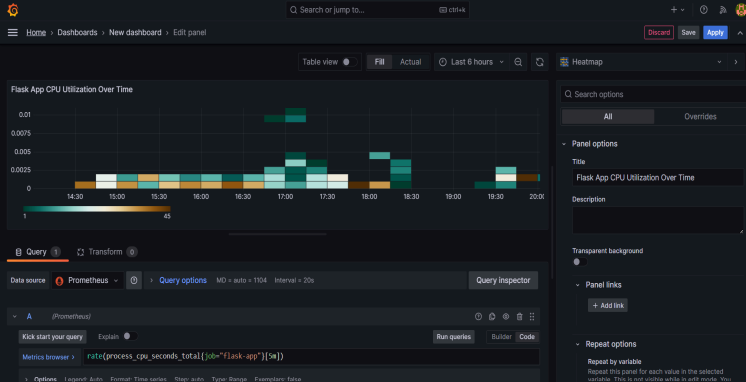 Search or jump to...
ctrl+k
Home > Dashboards > New dashboard > Edit panel
Discard
Save
Apply
Table view
Fill
Actual
Last 6 hours
Heatmap
Flask App CPU Utilization Over Time
0.01
0.0075
0.005
0.0025
0
14:30 15:00 15:30 16:00 16:30 17:00 17:30 18:00 18:30 19:00 19:30 20:00
1 45
Search options
All
Overrides
Panel options
Title
Flask App CPU Utilization Over Time
Description
Transparent background
Panel links
+ Add link
Repeat options
Repeat by variable
Repeat this panel for each value in the selected
variable. This is not visible while in edit mode. You
Query 1
Transform 0
Data source
Prometheus
> Query options MD = auto = 1104 Interval = 20s
Query inspector
A (Prometheus)
Kick start your query
Explain
Run queries
Builder
Code
Metrics browser >
rate(process_cpu_seconds_total{job="flask-app"}[5m])
> Options Legend: Auto Format: Time series Step: auto Type: Range Exemplars: false